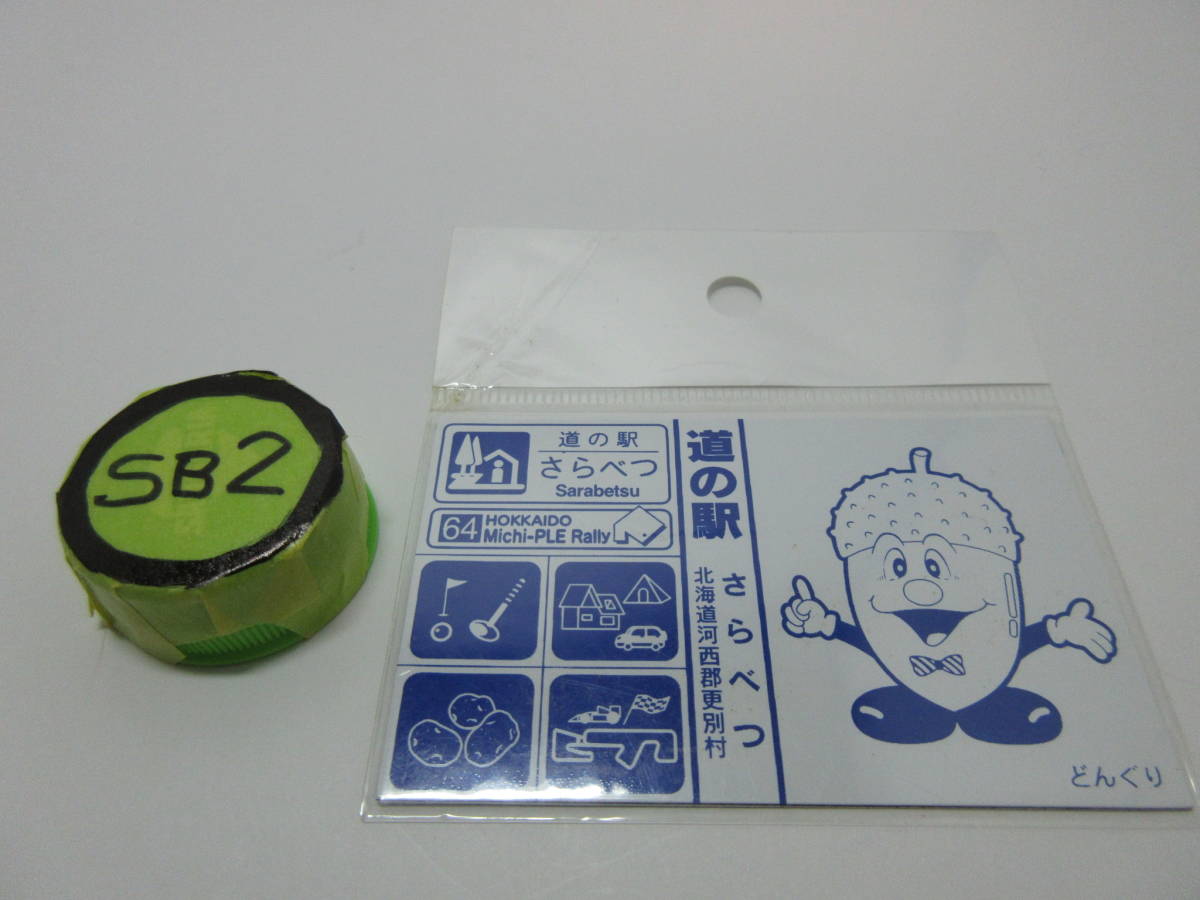 SB2
道の駅
さらべつ
Sarabetsu
64 HOKKAIDO
Michi-PLE Rally
道の駅
さらべつ
北海道河西郡更別村
どんぐり